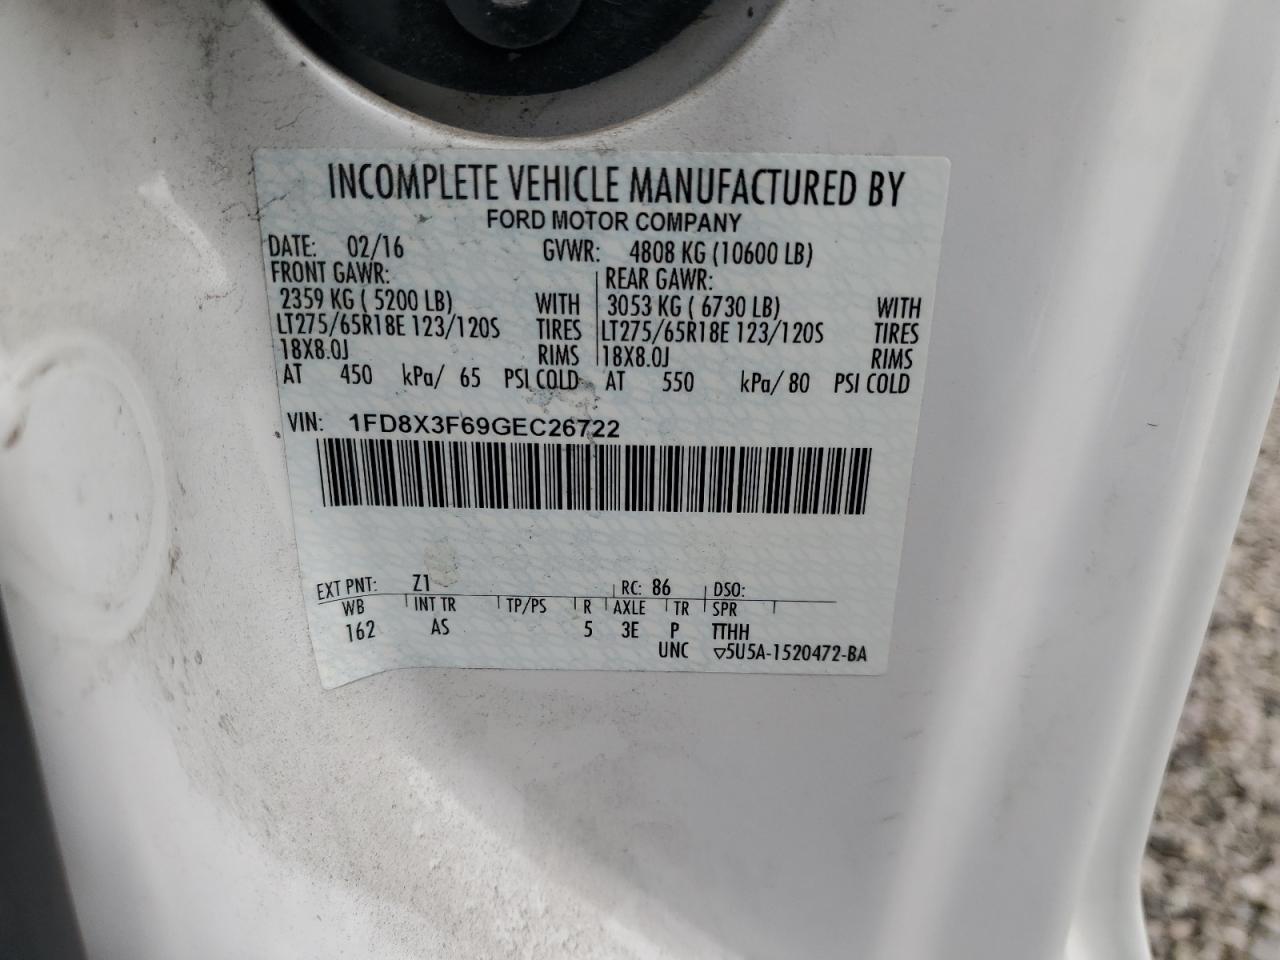 INCOMPLETE VEHICLE MANUFACTURED BY
FORD MOTOR COMPANY
DATE: 02/16 GVWR: 4808 KG (10600 LB)
FRONT GAWR: REAR GAWR:
2359 KG ( 5200 LB) WITH 3053 KG ( 6730 LB) WITH
LT275/65R18E 123/120S TIRES LT275/65R18E 123/120S TIRES
18X8.0J RIMS 18X8.0J RIMS
AT 450 kPa/ 65 PSI COLD AT 550 kPa/ 80 PSI COLD
VIN: 1FD8X3F69GEC26722
EXT PNT: Z1 RC: 86 DSO:
WB INT TR TP/PS R AXLE TR SPR
162 AS 5 3E P TTHH
UNC ▽5U5A-1520472-BA